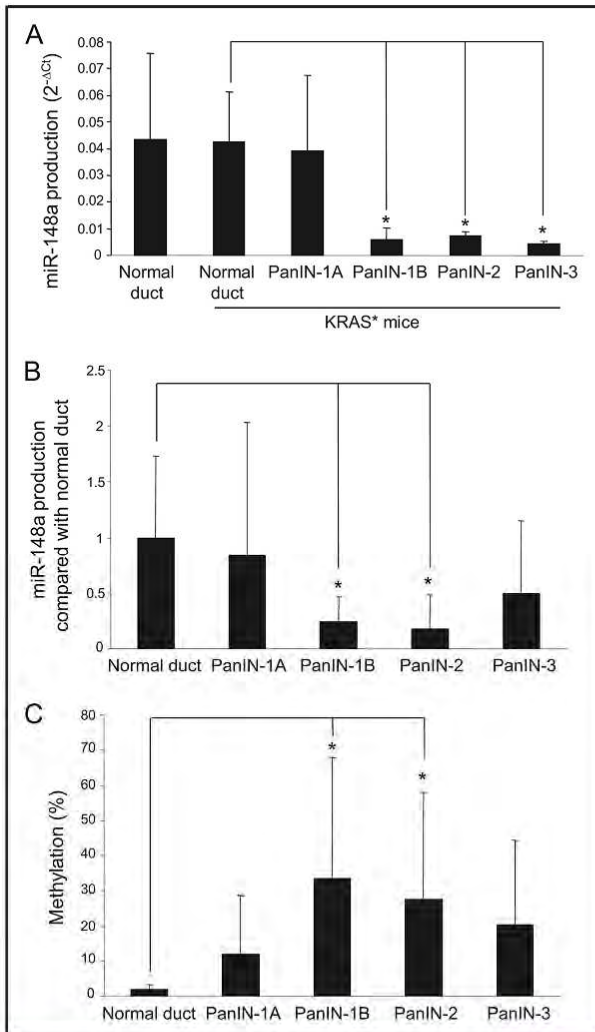 A
miR-148a production (2-ΔCt)
0.08
0.07
0.06
0.05
0.04
0.03
0.02
0.01
0
* * *
Normal duct
Normal duct
PanIN-1A
PanIN-1B
PanIN-2
PanIN-3
KRAS* mice
B
miR-148a production
compared with normal duct
2.5
2
1.5
1
0.5
0
* *
Normal duct PanIN-1A PanIN-1B PanIN-2 PanIN-3
C
Methylation (%)
80
70
60
50
40
30
20
10
0
* *
Normal duct PanIN-1A PanIN-1B PanIN-2 PanIN-3